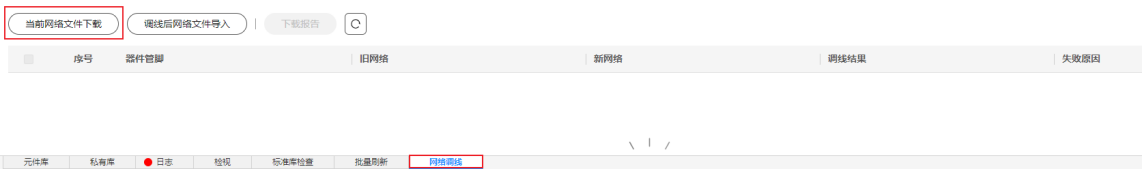 当前网络文件下载 调线后网络文件导入 下载报告
序号 器件管脚 旧网络 新网络 调线结果 失败原因
元件库 私有库 日志 检视 标准库检查 批量刷新 网络调线